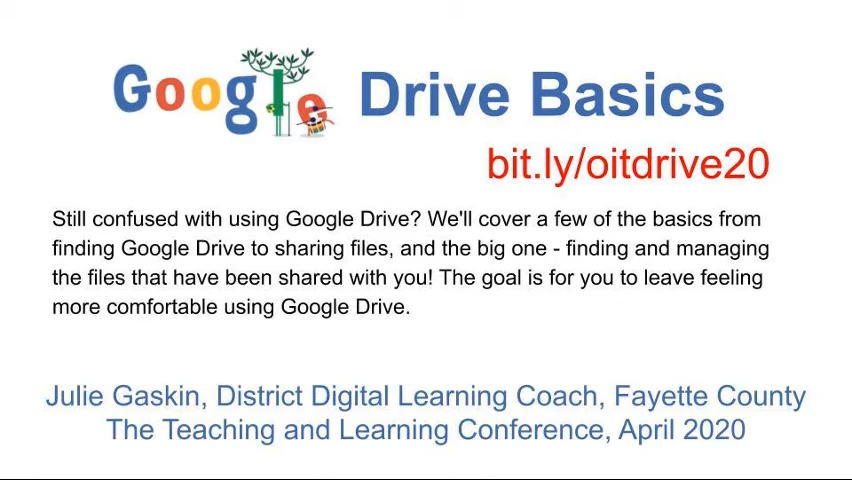 Google Drive Basics
bit.ly/oitdrive20
Still confused with using Google Drive? We'll cover a few of the basics from
finding Google Drive to sharing files, and the big one - finding and managing
the files that have been shared with you! The goal is for you to leave feeling
more comfortable using Google Drive.
Julie Gaskin, District Digital Learning Coach, Fayette County
The Teaching and Learning Conference, April 2020